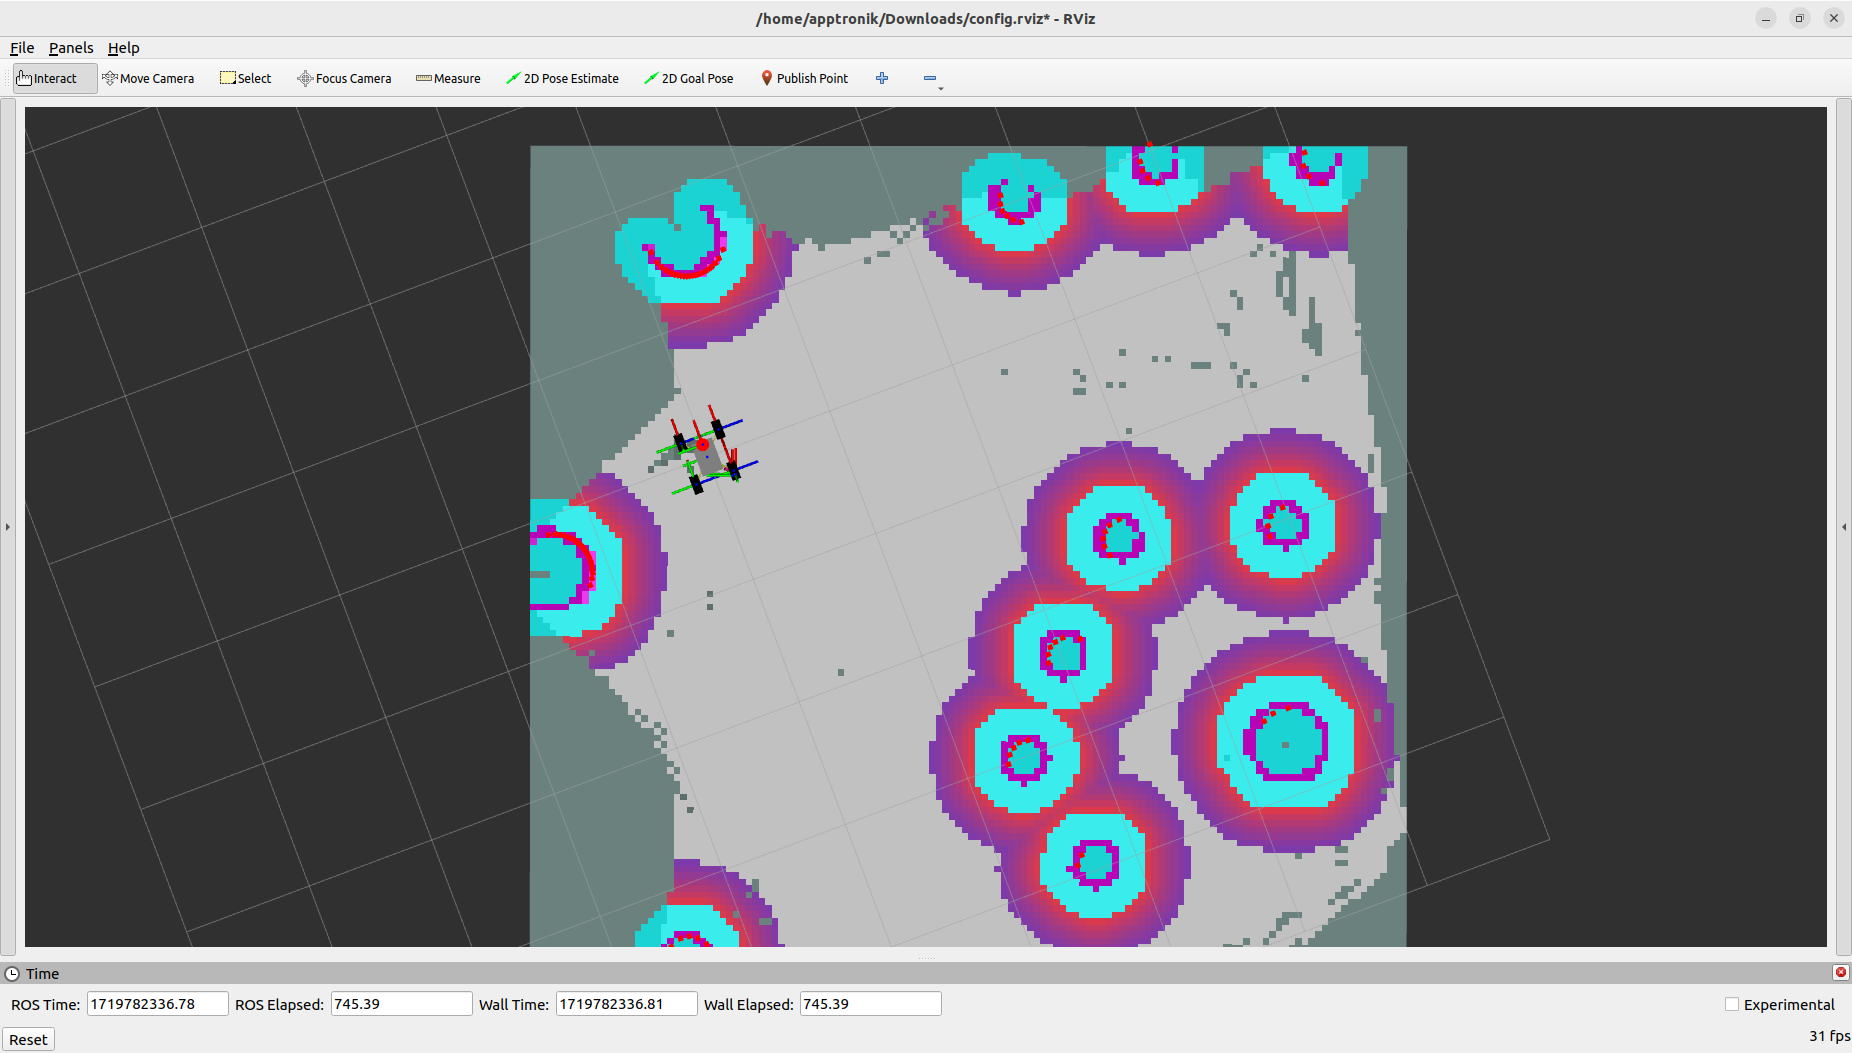 /home/apptronik/Downloads/config.rviz* - RViz
File Panels Help
Interact Move Camera Select Focus Camera Measure 2D Pose Estimate 2D Goal Pose Publish Point
Time
ROS Time: 1719782336.78 ROS Elapsed: 745.39 Wall Time: 1719782336.81 Wall Elapsed: 745.39 Experimental
Reset 31 fps